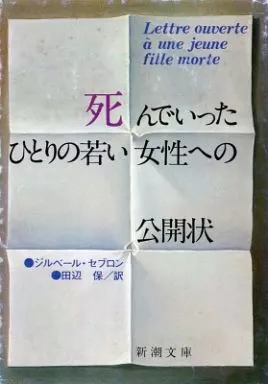 Lettre ouverte
à une jeune
fille morte
死んでいった
ひとりの若い女性への
公開状
●ジルベール・セブロン
●田辺 保／訳
新潮文庫